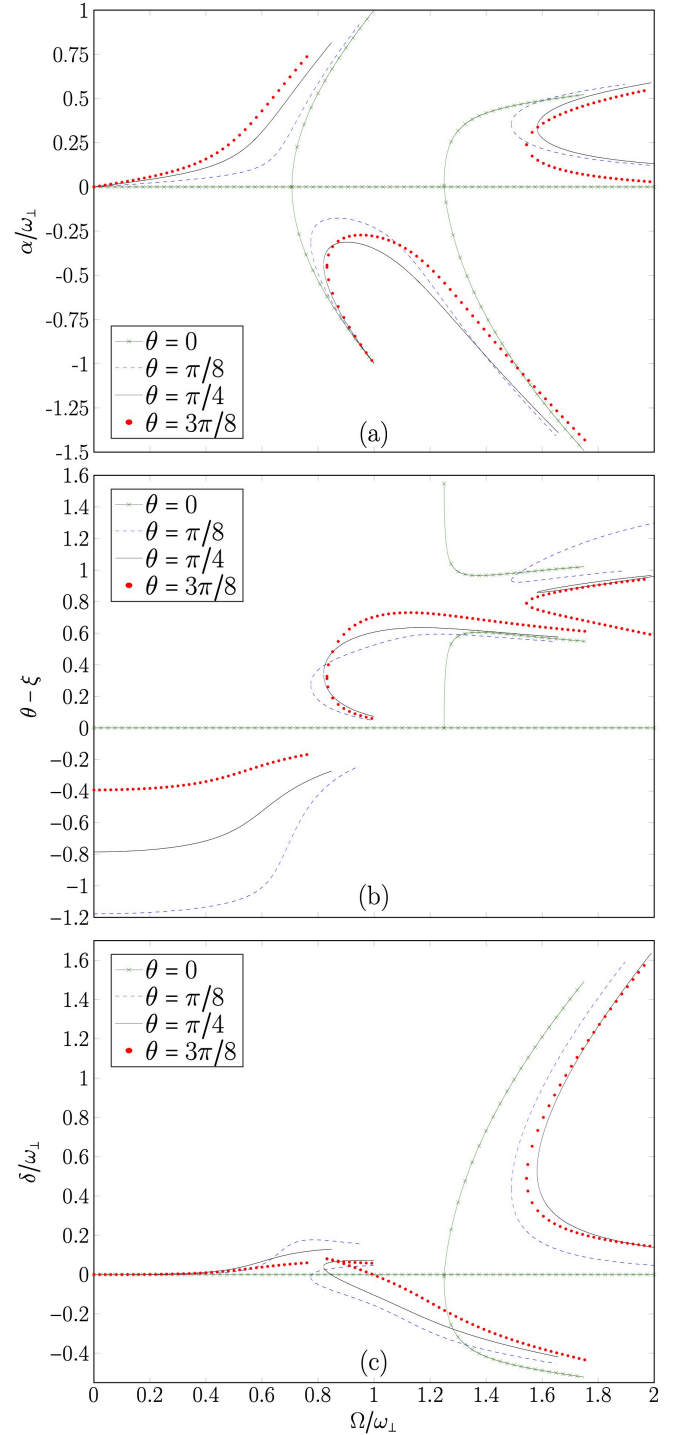 1
0.75
0.5
0.25
0
-0.25
-0.5
-0.75
-1
-1.25
-1.5
α/ω⊥
θ = 0
θ = π/8
θ = π/4
θ = 3π/8
(a)
1.6
1.4
1.2
1
0.8
0.6
0.4
0.2
0
−0.2
−0.4
−0.6
−0.8
−1
−1.2
θ − ξ
θ = 0
θ = π/8
θ = π/4
θ = 3π/8
(b)
1.6
1.4
1.2
1
0.8
0.6
0.4
0.2
0
−0.2
−0.4
δ/ω⊥
θ = 0
θ = π/8
θ = π/4
θ = 3π/8
(c)
0 0.2 0.4 0.6 0.8 1 1.2 1.4 1.6 1.8 2
Ω/ω⊥